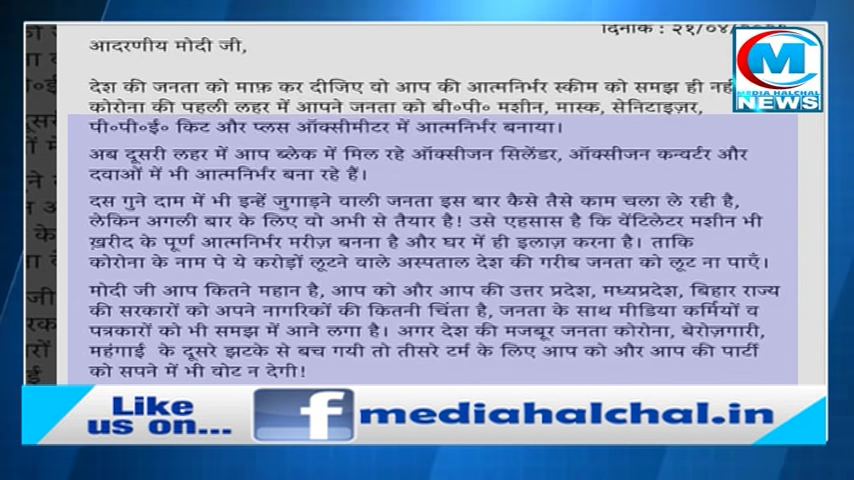 दिनांक : २१/०४/२०२१
आदरणीय मोदी जी,
देश की जनता को माफ़ कर दीजिए वो आप की आत्मनिर्भर स्कीम को समझ ही नहीं
कोरोना की पहली लहर में आपने जनता को बी०पी० मशीन, मास्क, सेनिटाइज़र,
पी०पी०ई० किट और प्लस ऑक्सीमीटर में आत्मनिर्भर बनाया।
अब दूसरी लहर में आप ब्लेक में मिल रहे ऑक्सीजन सिलेंडर, ऑक्सीजन कन्वर्टर और
दवाओं में भी आत्मनिर्भर बना रहे हैं।
दस गुने दाम में भी इन्हें जुगाड़ने वाली जनता इस बार कैसे तैसे काम चला ले रही है,
लेकिन अगली बार के लिए वो अभी से तैयार है! उसे एहसास है कि वेंटिलेटर मशीन भी
ख़रीद के पूर्ण आत्मनिर्भर मरीज़ बनना है और घर में ही इलाज़ करना है। ताकि
कोरोना के नाम पे ये करोड़ों लूटने वाले अस्पताल देश की गरीब जनता को लूट ना पाएँ।
मोदी जी आप कितने महान है, आप को और आप की उत्तर प्रदेश, मध्यप्रदेश, बिहार राज्य
की सरकारों को अपने नागरिकों की कितनी चिंता है, जनता के साथ मीडिया कर्मियों व
पत्रकारों को भी समझ में आने लगा है। अगर देश की मजबूर जनता कोरोना, बेरोज़गारी,
महंगाई के दूसरे झटके से बच गयी तो तीसरे टर्म के लिए आप को और आप की पार्टी
को सपने में भी वोट न देगी!
MC
MEDIA HALCHAL
NEWS
Like
us on...
f
mediahalchal.in